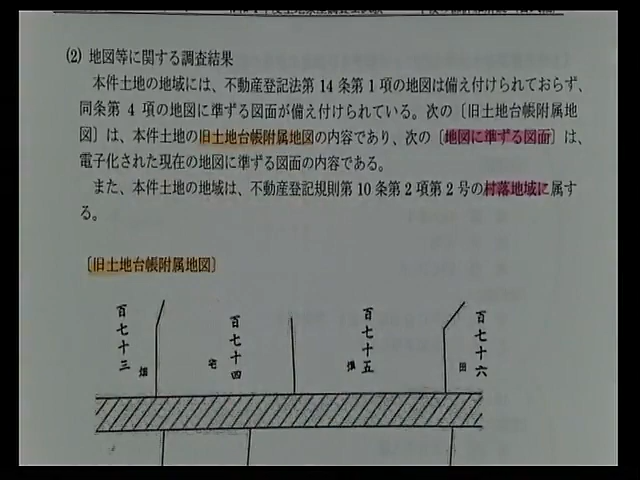 (2) 地図等に関する調査結果
本件土地の地域には、不動産登記法第14条第1項の地図は備え付けられておらず、
同条第4項の地図に準ずる図面が備え付けられている。次の〔旧土地台帳附属地
図〕は、本件土地の旧土地台帳附属地図の内容であり、次の〔地図に準ずる図面〕は、
電子化された現在の地図に準ずる図面の内容である。
また、本件土地の地域は、不動産登記規則第10条第2項第2号の村落地域に属す
る。
〔旧土地台帳附属地図〕
百七十三
畑
百七十四
宅
百七十五
百七十六
田